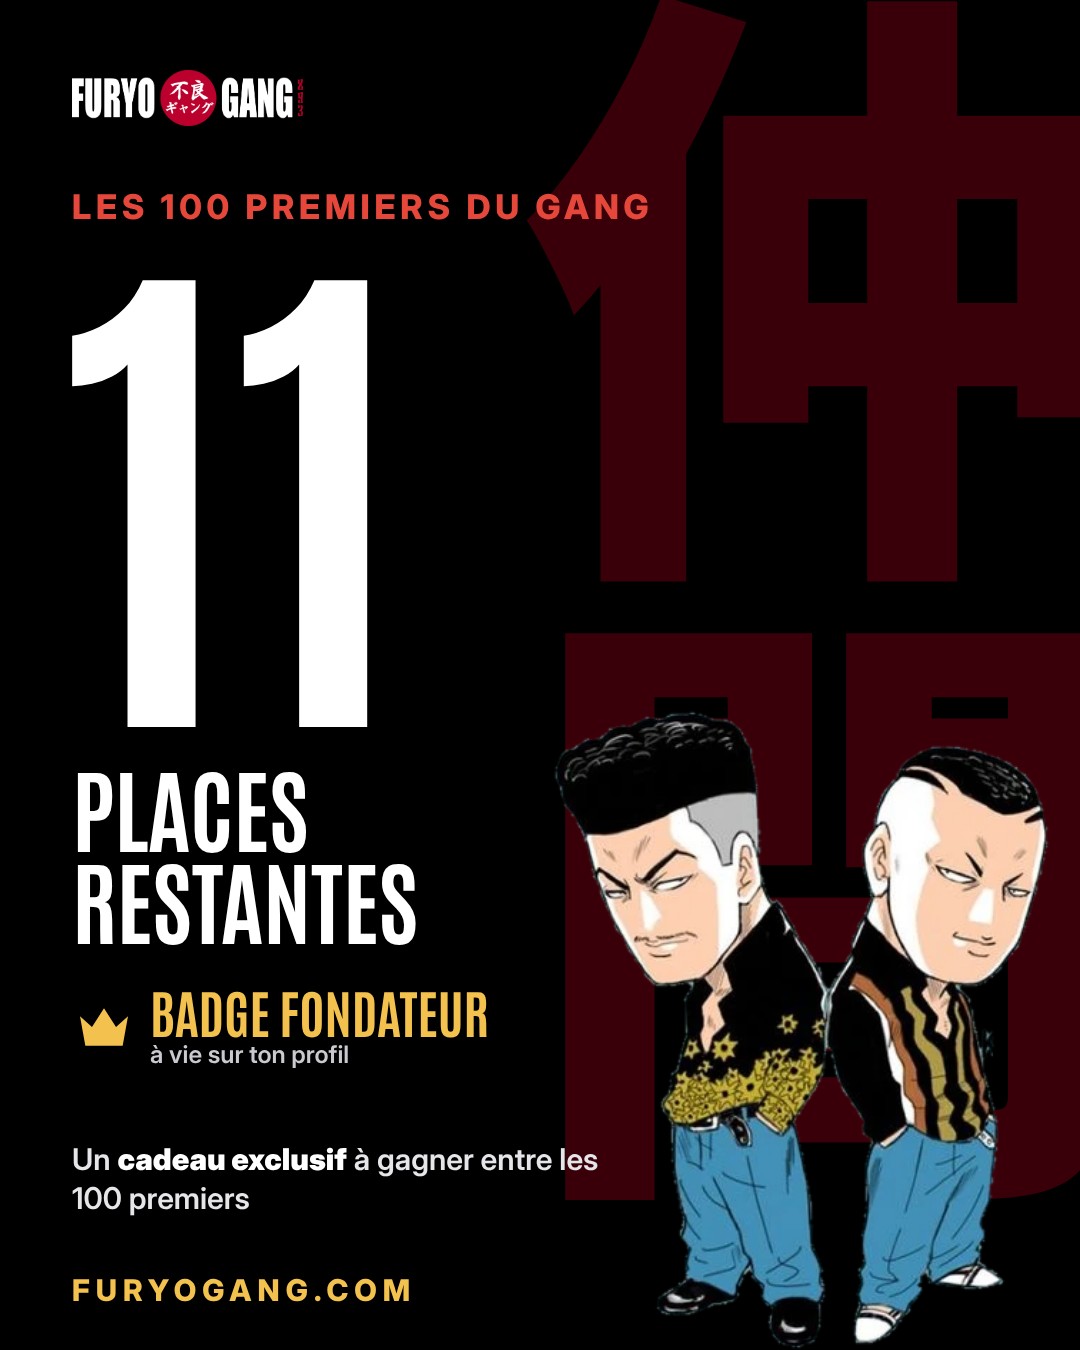 FURYO 不良 GANG
ギャング
LES 100 PREMIERS DU GANG
仲間
11
PLACES
RESTANTES
BADGE FONDATEUR
à vie sur ton profil
Un cadeau exclusif à gagner entre les
100 premiers
FURYOGANG.COM